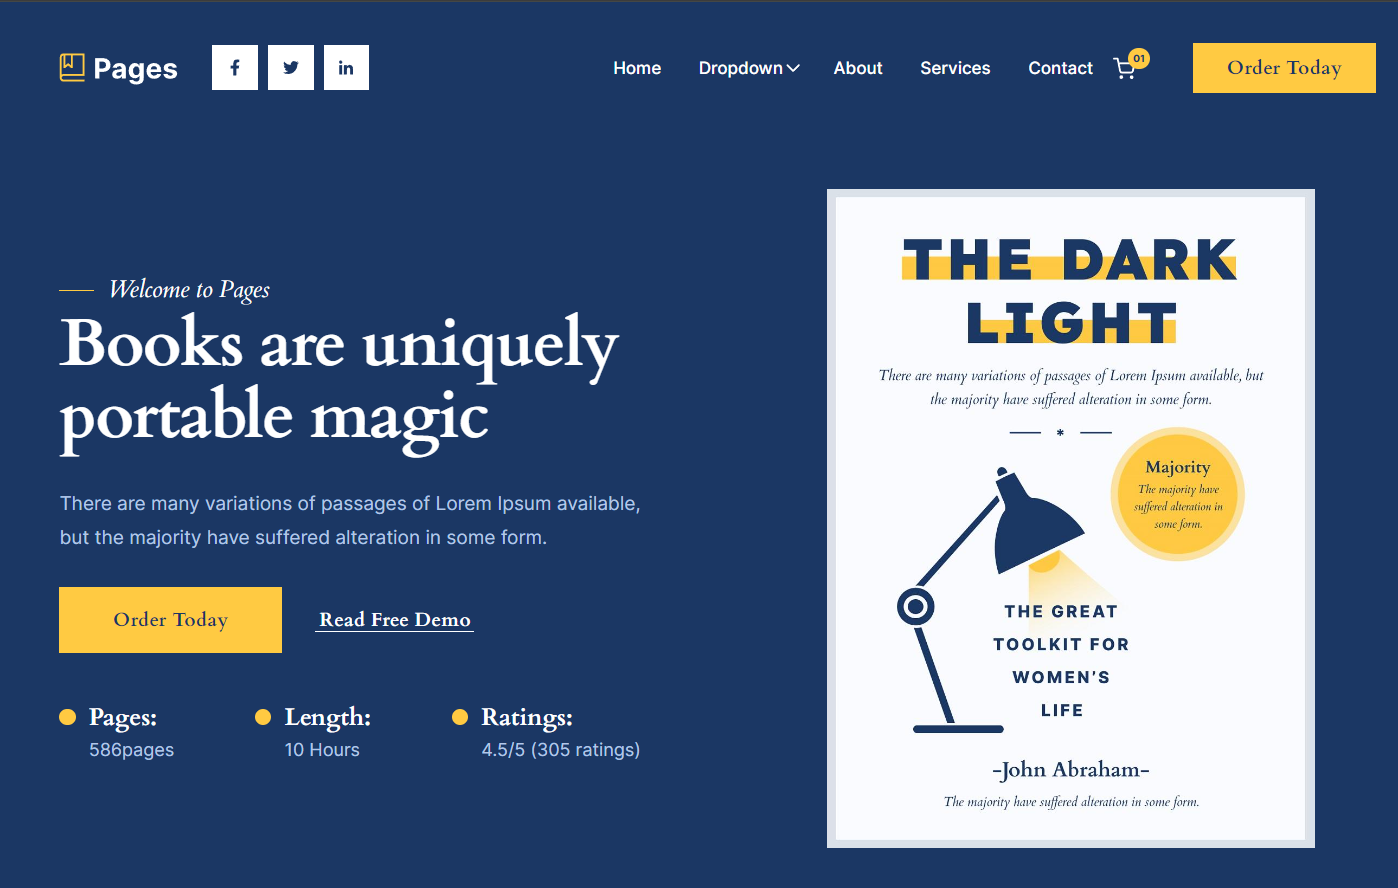 Pages
Home Dropdown About Services Contact 01 Order Today
Welcome to Pages
Books are uniquely
portable magic
There are many variations of passages of Lorem Ipsum available,
but the majority have suffered alteration in some form.
Order Today Read Free Demo
Pages: Length: Ratings:
586pages 10 Hours 4.5/5 (305 ratings)
THE DARK
LIGHT
There are many variations of passages of Lorem Ipsum available, but
the majority have suffered alteration in some form.
*
Majority
The majority have
suffered alteration in
some form.
THE GREAT
TOOLKIT FOR
WOMEN'S
LIFE
-John Abraham-
The majority have suffered alteration in some form.